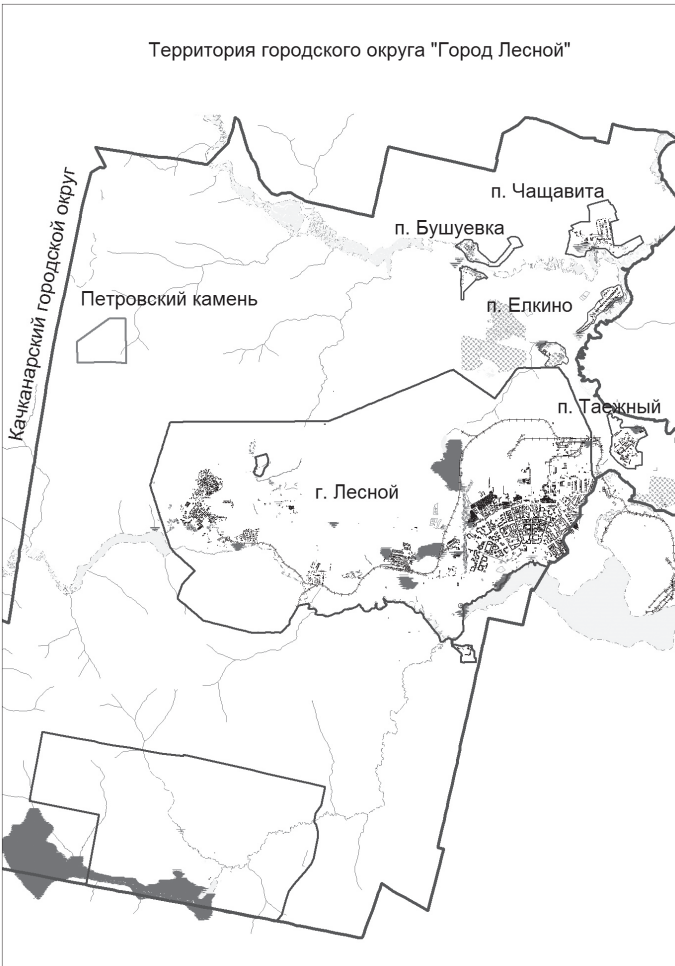 Территория городского округа "Город Лесной"
п. Чащавита
п. Бушуевка
Качканарский городской округ
Петровский камень
п. Елкино
п. Таежный
г. Лесной